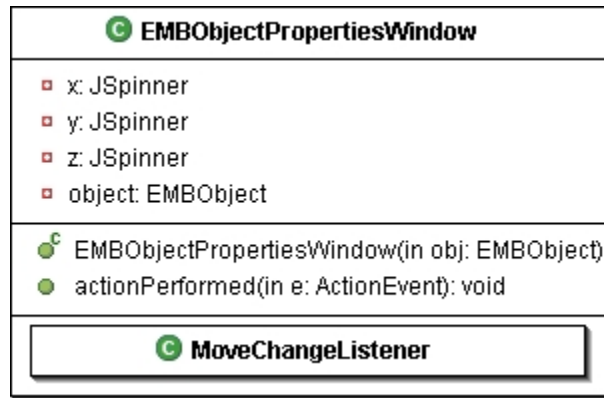 C EMBObjectPropertiesWindow
x: JSpinner
y: JSpinner
z: JSpinner
object: EMBObject
C EMBObjectPropertiesWindow(in obj: EMBObject)
actionPerformed(in e: ActionEvent): void
C MoveChangeListener